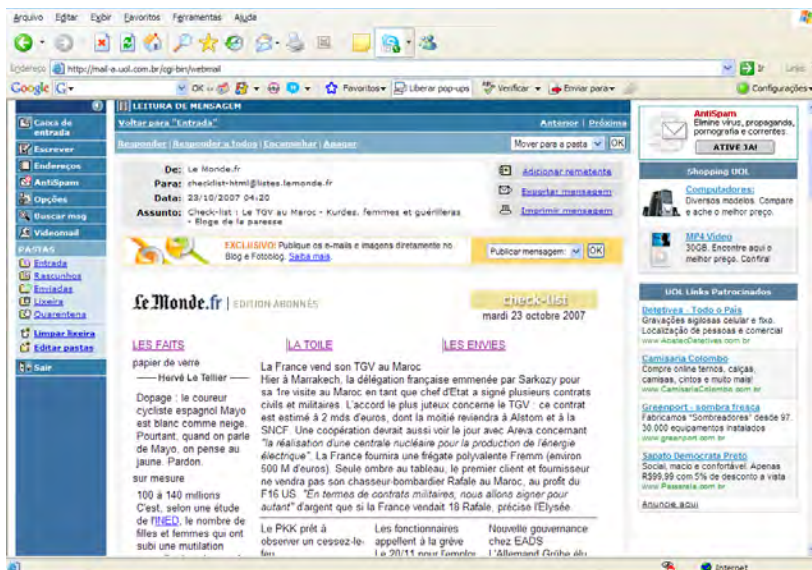 Arquivo Editar Exibir Favoritos Ferramentas Ajuda
Endereço http://mail-a.uol.com.br/cgi-bin/webmail Ir Links
Google G OK Favoritos Liberar pop-ups Verificar Enviar para Configurações
Caixa de
entrada
Escrever
Endereços
AntiSpam
Opções
Buscar msg
Videomail
PASTAS
Entrada
Rascunhos
Enviadas
Lixeira
Quarentena
Limpar lixeira
Editar pastas
Sair
LEITURA DE MENSAGEM
Voltar para "Entrada" Anterior | Próxima
Responder | Responder a todos | Encaminhar | Apagar Mover para a pasta OK
De: Le Monde.fr
Para: checklist-html@listes.lemonde.fr
Data: 23/10/2007 04:20
Assunto: Check-list : Le TGV au Maroc - Kurdes, femmes et guérilleras
- Eloge de la paresse
Adicionar remetente
Exportar mensagem
Imprimir mensagem
EXCLUSIVO! Publique os e-mails e imagens diretamente no
Blog e Fotoblog. Saiba mais.
Publicar mensagem: OK
Le Monde.fr | EDITION ABONNÉS
check-list
mardi 23 octobre 2007
LES FAITS LA TOILE LES ENVIES
papier de verre
Hervé Le Tellier
Dopage : le coureur
cycliste espagnol Mayo
est blanc comme neige.
Pourtant, quand on parle
de Mayo, on pense au
jaune. Pardon.
sur mesure
100 à 140 millions
C'est, selon une étude
de l'INED, le nombre de
filles et femmes qui ont
subi une mutilation
La France vend son TGV au Maroc
Hier à Marrakech, la délégation française emmenée par Sarkozy pour
sa 1re visite au Maroc en tant que chef d'Etat a signé plusieurs contrats
civils et militaires. L'accord le plus juteux concerne le TGV : ce contrat
est estimé à 2 mds d'euros, dont la moitié reviendra à Alstom et à la
SNCF. Une coopération devrait aussi voir le jour avec Areva concernant
"la réalisation d'une centrale nucléaire pour la production de l'énergie
électrique". La France fournira une frégate polyvalente Fremm (environ
500 M d'euros). Seule ombre au tableau, le premier client et fournisseur
ne vendra pas son chasseur-bombardier Rafale au Maroc, au profit du
F16 US. "En termes de contrats militaires, nous allons signer pour
autant" d'argent que si la France vendait 18 Rafale, précise l'Elysée.
Le PKK prêt à
observer un cessez-le-
feu
Les fonctionnaires
appellent à la grève
Le 20/11 pour l'emploi
Nouvelle gouvernance
chez EADS
L'Allemand Grübe élu
AntiSpam
Elimine vírus, propaganda,
pornografia e correntes.
ATIVE JÁ!
Shopping UOL
Computadores:
Diversos modelos. Compare
e ache o melhor preço.
MP4 Vídeo
30GB. Encontre aqui o
melhor preço. Confira!
UOL Links Patrocinados
Detetives - Todo o País
Gravações sigilosas celular e fixo.
Localização de pessoas e comercial
Camisaria Colombo
Compre online ternos, calças,
camisas, cintos e muito mais!
www.CamisariaColombo.com.br
Greenport - sombra fresca
Fabricamos "Sombreadores" desde 97.
30.000 equipamentos instalados
www.greenport.com.br
Sapato Democrata Preto
Social, macio e confortável. Apenas
R$99,99 com 5% de desconto a vista
www.Passarela.com.br
Anuncie aqui
Internet